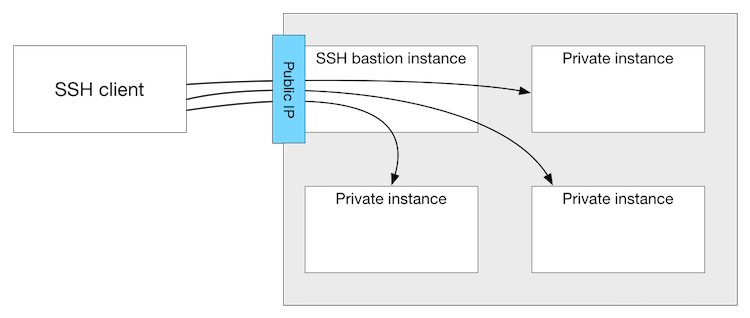 SSH client
Public IP
SSH bastion instance
Private instance
Private instance
Private instance